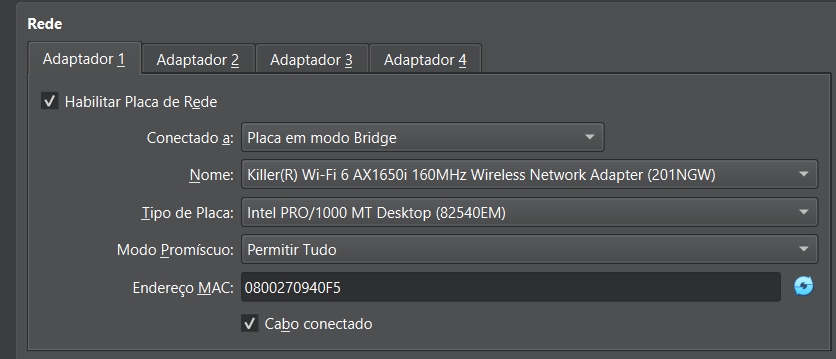 Rede
Adaptador 1 Adaptador 2 Adaptador 3 Adaptador 4
Habilitar Placa de Rede
Conectado a: Placa em modo Bridge
Nome: Killer(R) Wi-Fi 6 AX1650i 160MHz Wireless Network Adapter (201NGW)
Tipo de Placa: Intel PRO/1000 MT Desktop (82540EM)
Modo Promíscuo: Permitir Tudo
Endereço MAC: 0800270940F5
Cabo conectado